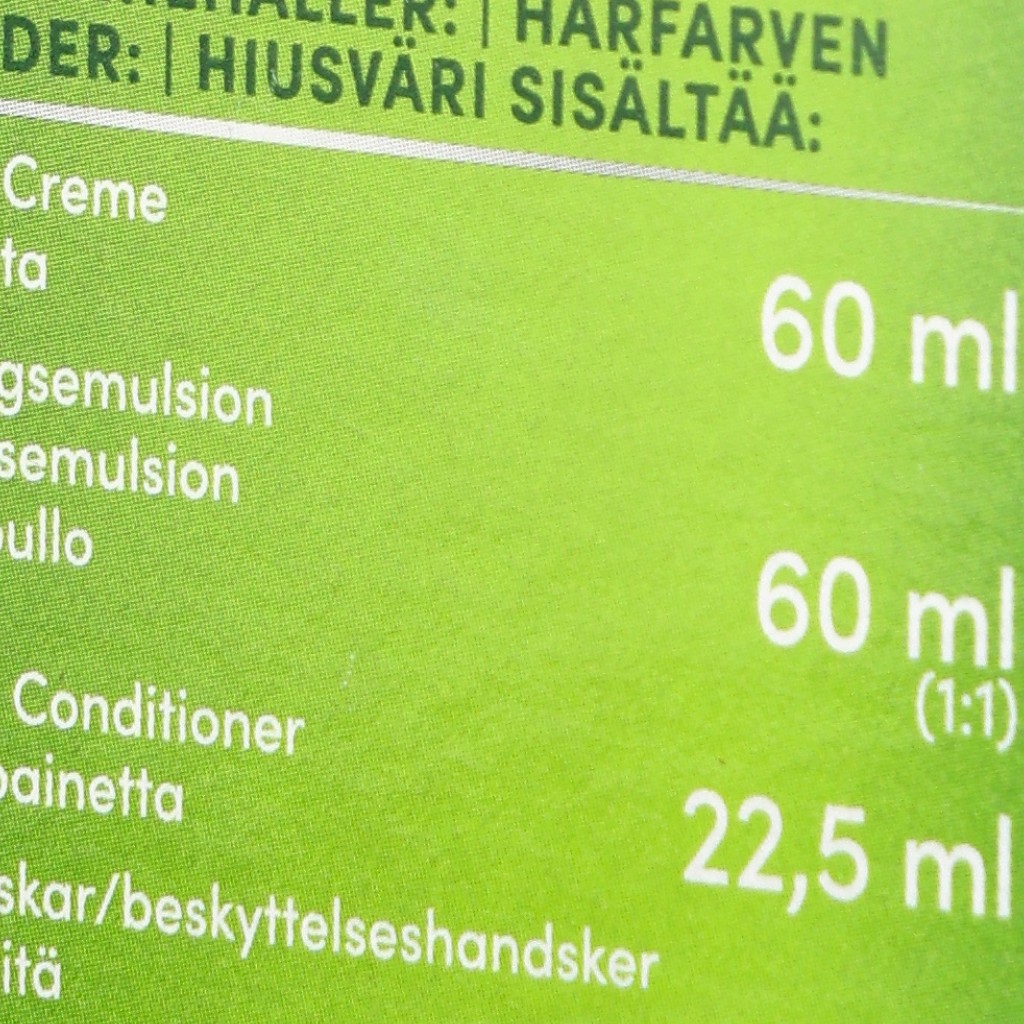 HÅRFARVEN
DER: | HIUSVÄRI SISÄLTÄÄ:
Creme
ta
60 ml
gsemulsion
semulsion
ullo
60 ml
(1:1)
Conditioner
painetta
22,5 ml
skar/beskyttelseshandsker
itä